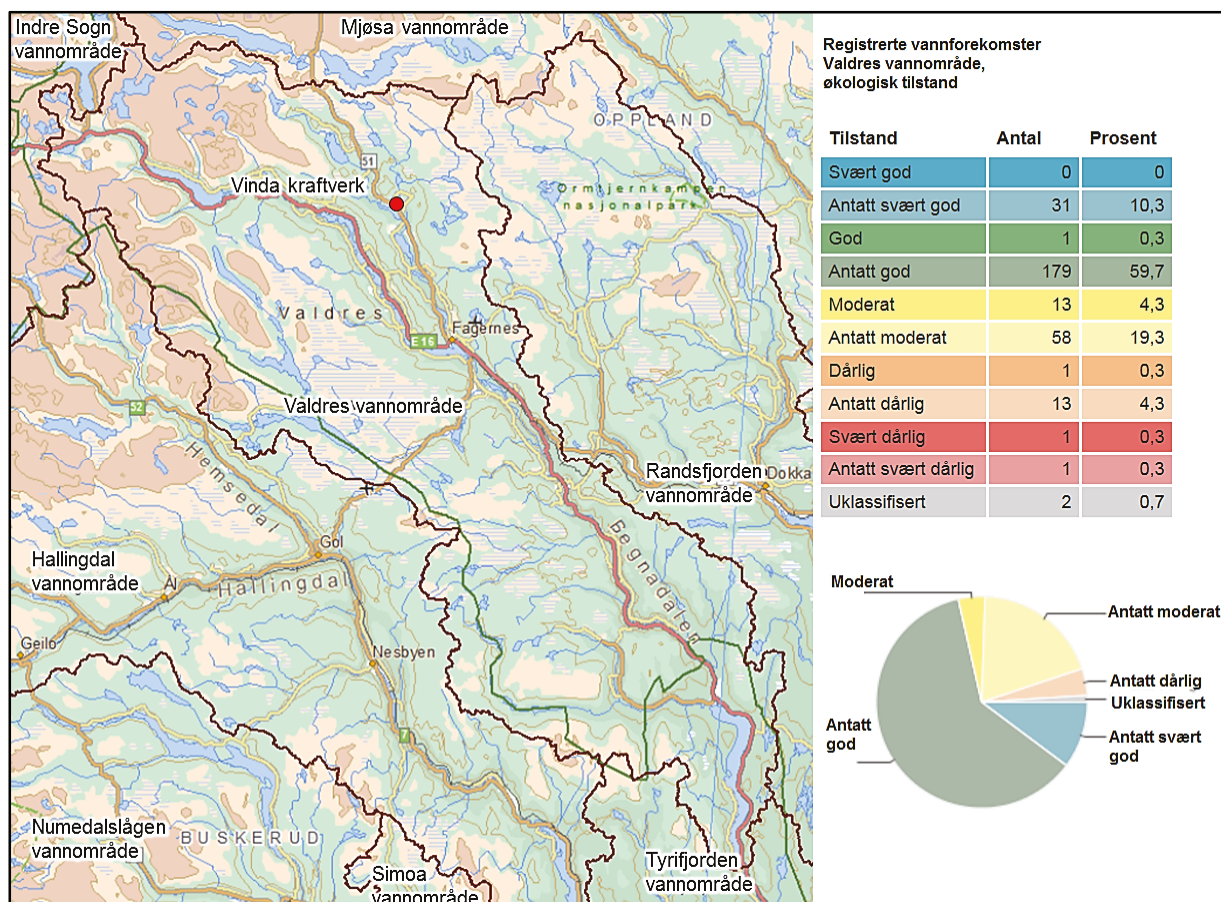 Indre Sogn
vannområde
Mjøsa vannområde
OPPLAND
51
Vinda kraftverk
Ormtjernkampen
nasjonalpark
Valdres
Fagernes
E 16
52
Valdres vannområde
Hemsedal
Randsfjorden
vannområde
Dokka
Begnadalen
Gol
Hallingdal
vannområde
Ål
Hallingdal
Geilo
Nesbyen
7
Numedalslågen
vannområde
BUSKERUD
Simoa
vannområde
Tyrifjorden
vannområde
Registrerte vannforekomster
Valdres vannområde,
økologisk tilstand
Tilstand Antal Prosent
Svært god 0 0
Antatt svært god 31 10,3
God 1 0,3
Antatt god 179 59,7
Moderat 13 4,3
Antatt moderat 58 19,3
Dårlig 1 0,3
Antatt dårlig 13 4,3
Svært dårlig 1 0,3
Antatt svært dårlig 1 0,3
Uklassifisert 2 0,7
Moderat
Antatt moderat
Antatt dårlig
Uklassifisert
Antatt svært
god
Antatt
god